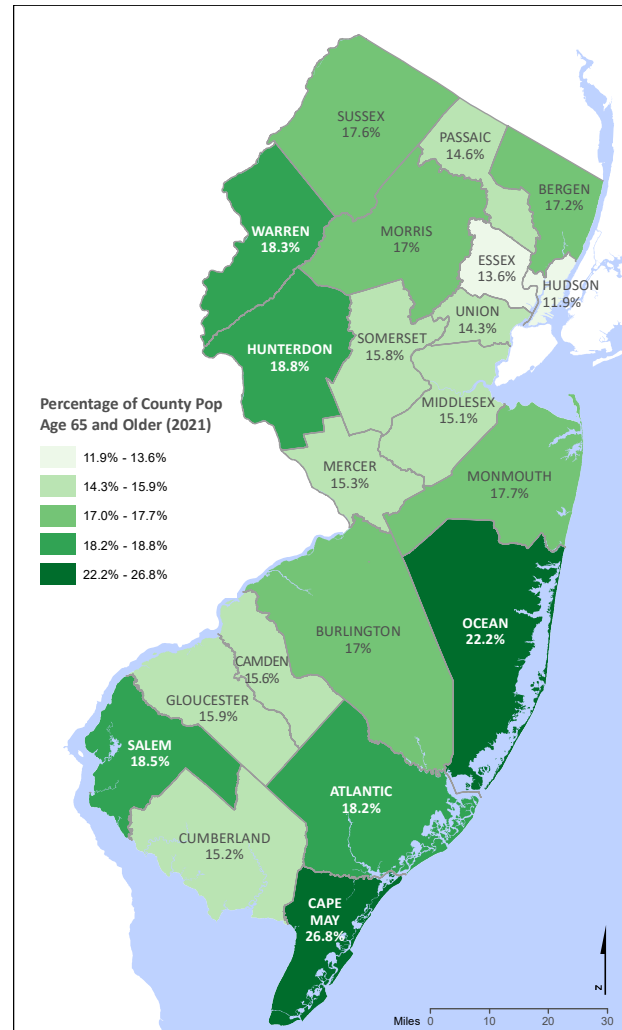 SUSSEX
17.6%
PASSAIC
14.6%
BERGEN
17.2%
WARREN
18.3%
MORRIS
17%
ESSEX
13.6%
HUDSON
11.9%
UNION
14.3%
SOMERSET
15.8%
HUNTERDON
18.8%
MIDDLESEX
15.1%
MERCER
15.3%
MONMOUTH
17.7%
Percentage of County Pop
Age 65 and Older (2021)
11.9% - 13.6%
14.3% - 15.9%
17.0% - 17.7%
18.2% - 18.8%
22.2% - 26.8%
OCEAN
22.2%
BURLINGTON
17%
CAMDEN
15.6%
GLOUCESTER
15.9%
SALEM
18.5%
ATLANTIC
18.2%
CUMBERLAND
15.2%
CAPE
MAY
26.8%
N
Miles 0 10 20 30